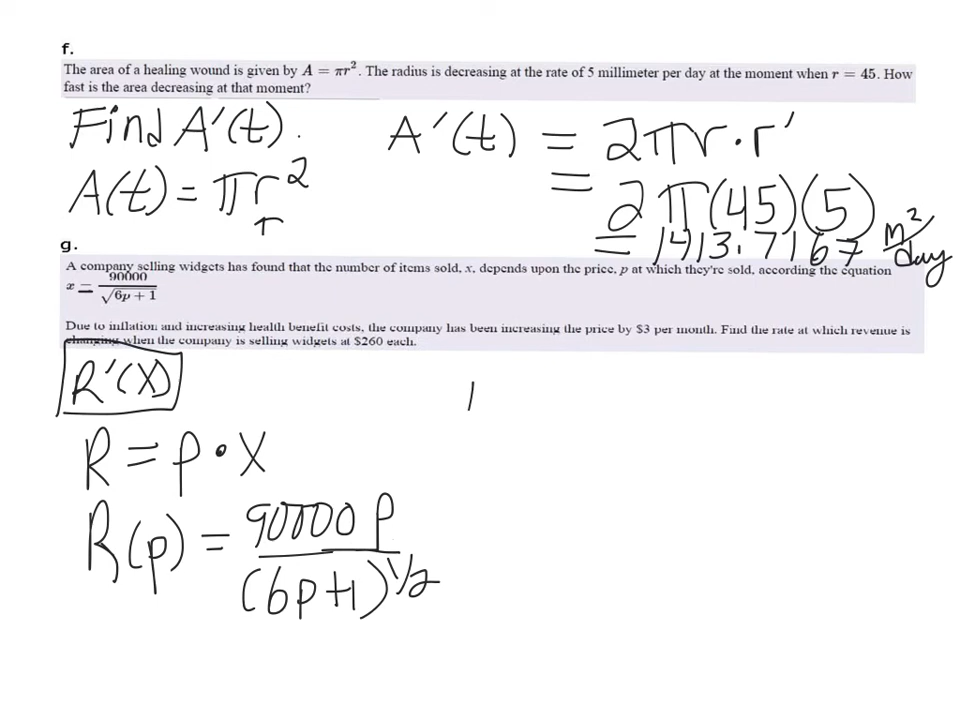 f.
The area of a healing wound is given by A = πr². The radius is decreasing at the rate of 5 millimeter per day at the moment when r = 45. How
fast is the area decreasing at that moment?
Find A'(t).
A(t) = πr²
r
A'(t) = 2πr·r'
= 2π(45)(5)
= 1413.7167 m²/day
g.
A company selling widgets has found that the number of items sold, x, depends upon the price, p at which they're sold, according the equation
x = 90000/√(6p + 1)
Due to inflation and increasing health benefit costs, the company has been increasing the price by $3 per month. Find the rate at which revenue is
changing when the company is selling widgets at $260 each.
R'(X)
R = p·X
R(p) = 90000 p/(6p+1)^1/2